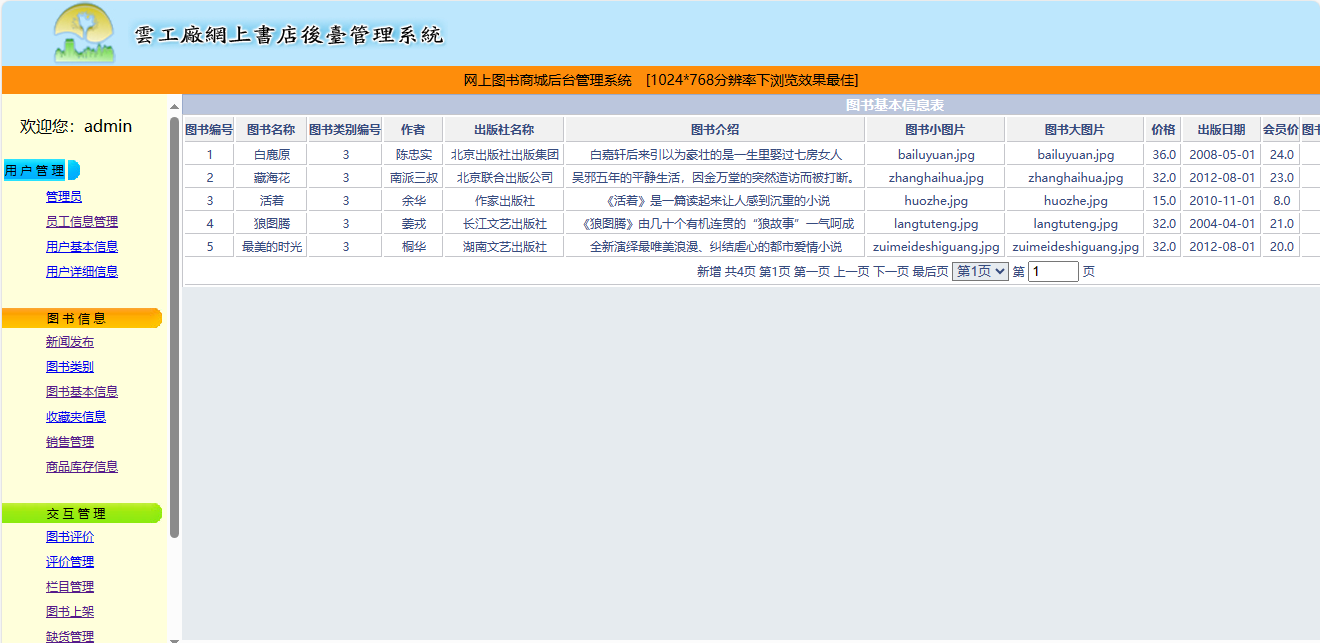 雲工廠網上書店後臺管理系統
网上图书商城后台管理系统 [1024*768分辨率下浏览效果最佳]
欢迎您：admin
用 户 管 理
管理员
员工信息管理
用户基本信息
用户详细信息
图 书 信 息
新闻发布
图书类别
图书基本信息
收藏夹信息
销售管理
商品库存信息
交 互 管 理
图书评价
评价管理
栏目管理
图书上架
缺货管理
图书基本信息表
图书编号 图书名称 图书类别编号 作者 出版社名称 图书介绍 图书小图片 图书大图片 价格 出版日期 会员价 图书
1 白鹿原 3 陈忠实 北京出版社出版集团 白嘉轩后来引以为豪壮的是一生里娶过七房女人 bailuyuan.jpg bailuyuan.jpg 36.0 2008-05-01 24.0
2 藏海花 3 南派三叔 北京联合出版公司 吴邪五年的平静生活，因金万堂的突然造访而被打断。 zhanghaihua.jpg zhanghaihua.jpg 32.0 2012-08-01 23.0
3 活着 3 余华 作家出版社 《活着》是一篇读起来让人感到沉重的小说 huozhe.jpg huozhe.jpg 15.0 2010-11-01 8.0
4 狼图腾 3 姜戎 长江文艺出版社 《狼图腾》由几十个有机连贯的“狼故事”一气呵成 langtuteng.jpg langtuteng.jpg 32.0 2004-04-01 21.0
5 最美的时光 3 桐华 湖南文艺出版社 全新演绎最唯美浪漫、纠结虐心的都市爱情小说 zuimeideshiguang.jpg zuimeideshiguang.jpg 32.0 2012-08-01 20.0
新增 共4页 第1页 第一页 上一页 下一页 最后页 第1页 第 1 页